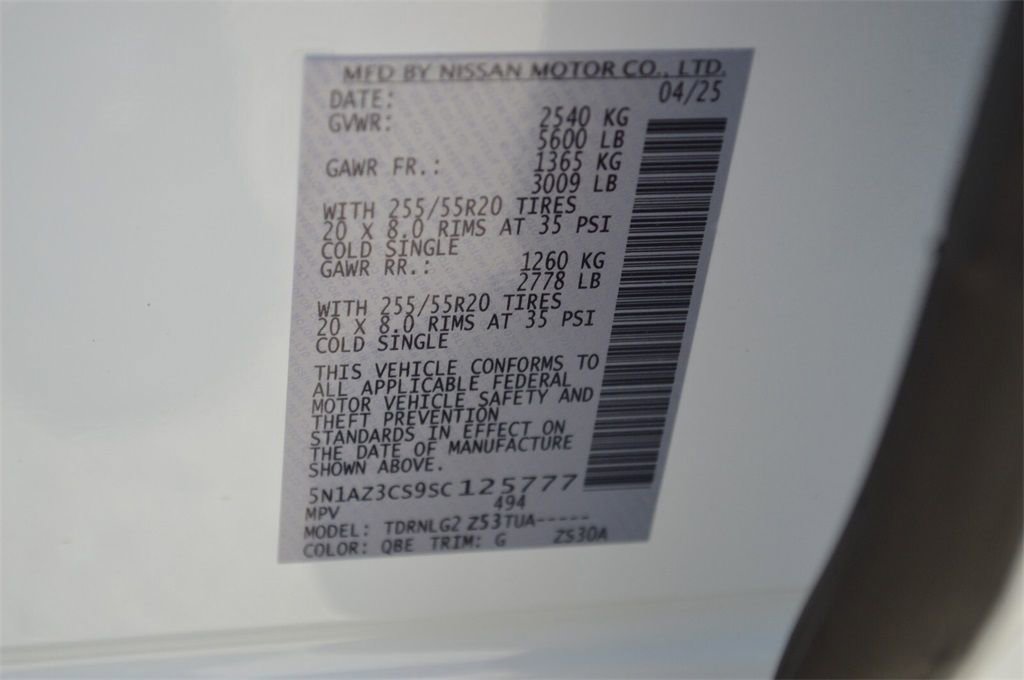 MFD BY NISSAN MOTOR CO., LTD.
DATE: 04/25
GVWR: 2540 KG
5600 LB
GAWR FR.: 1365 KG
3009 LB
WITH 255/55R20 TIRES
20 X 8.0 RIMS AT 35 PSI
COLD SINGLE
GAWR RR.: 1260 KG
2778 LB
WITH 255/55R20 TIRES
20 X 8.0 RIMS AT 35 PSI
COLD SINGLE
THIS VEHICLE CONFORMS TO
ALL APPLICABLE FEDERAL
MOTOR VEHICLE SAFETY AND
THEFT PREVENTION
STANDARDS IN EFFECT ON
THE DATE OF MANUFACTURE
SHOWN ABOVE.
5N1AZ3CS9SC125777
MPV 494
MODEL: TDRNLG2 Z53TUA-----
COLOR: QBE TRIM: G ZS30A